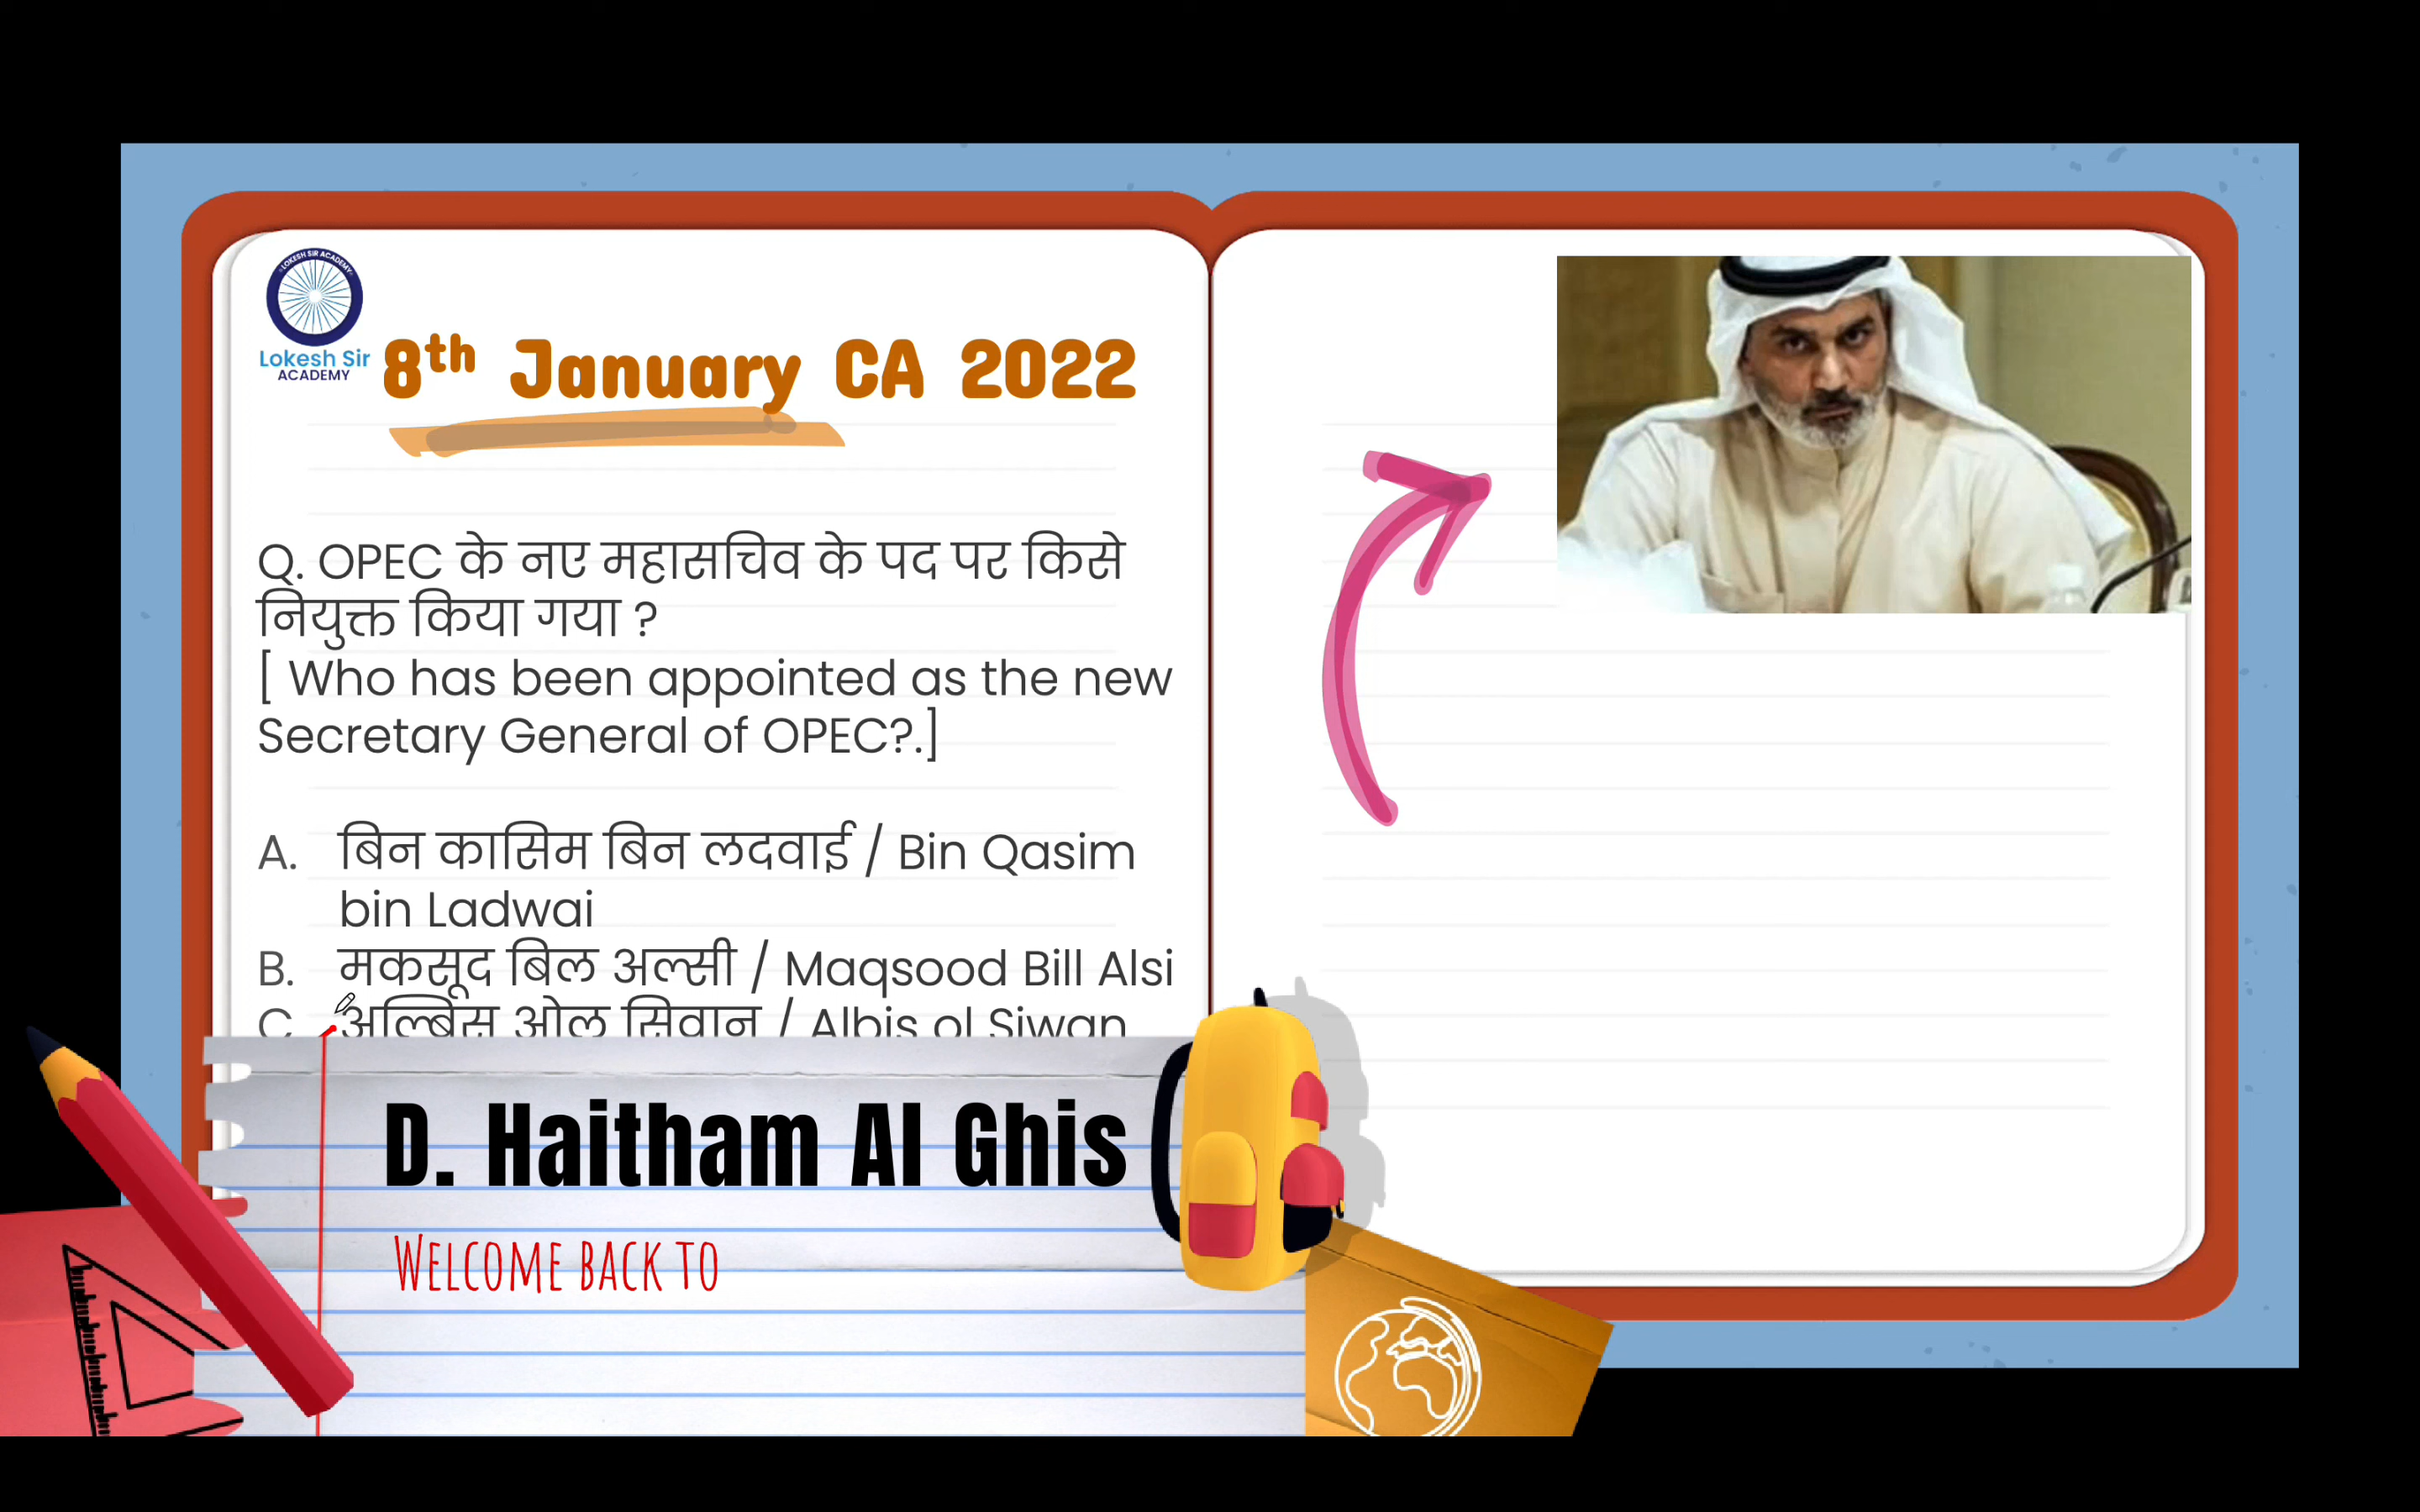 LOKESH SIR ACADEMY
Lokesh Sir
ACADEMY
8th January CA 2022
Q. OPEC के नए महासचिव के पद पर किसे
नियुक्त किया गया ?
[ Who has been appointed as the new
Secretary General of OPEC?.]
A. बिन कासिम बिन लदवाई / Bin Qasim
bin Ladwai
B. मकसूद बिल अल्सी / Maqsood Bill Alsi
C अल्बिस ओल सिवान / Albis ol Siwan
D. Haitham Al Ghis
WELCOME BACK TO